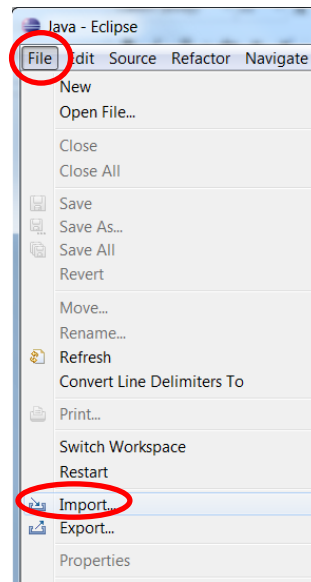 Java - Eclipse
File Edit Source Refactor Navigate
New
Open File...
Close
Close All
Save
Save As...
Save All
Revert
Move...
Rename...
Refresh
Convert Line Delimiters To
Print...
Switch Workspace
Restart
Import...
Export...
Properties